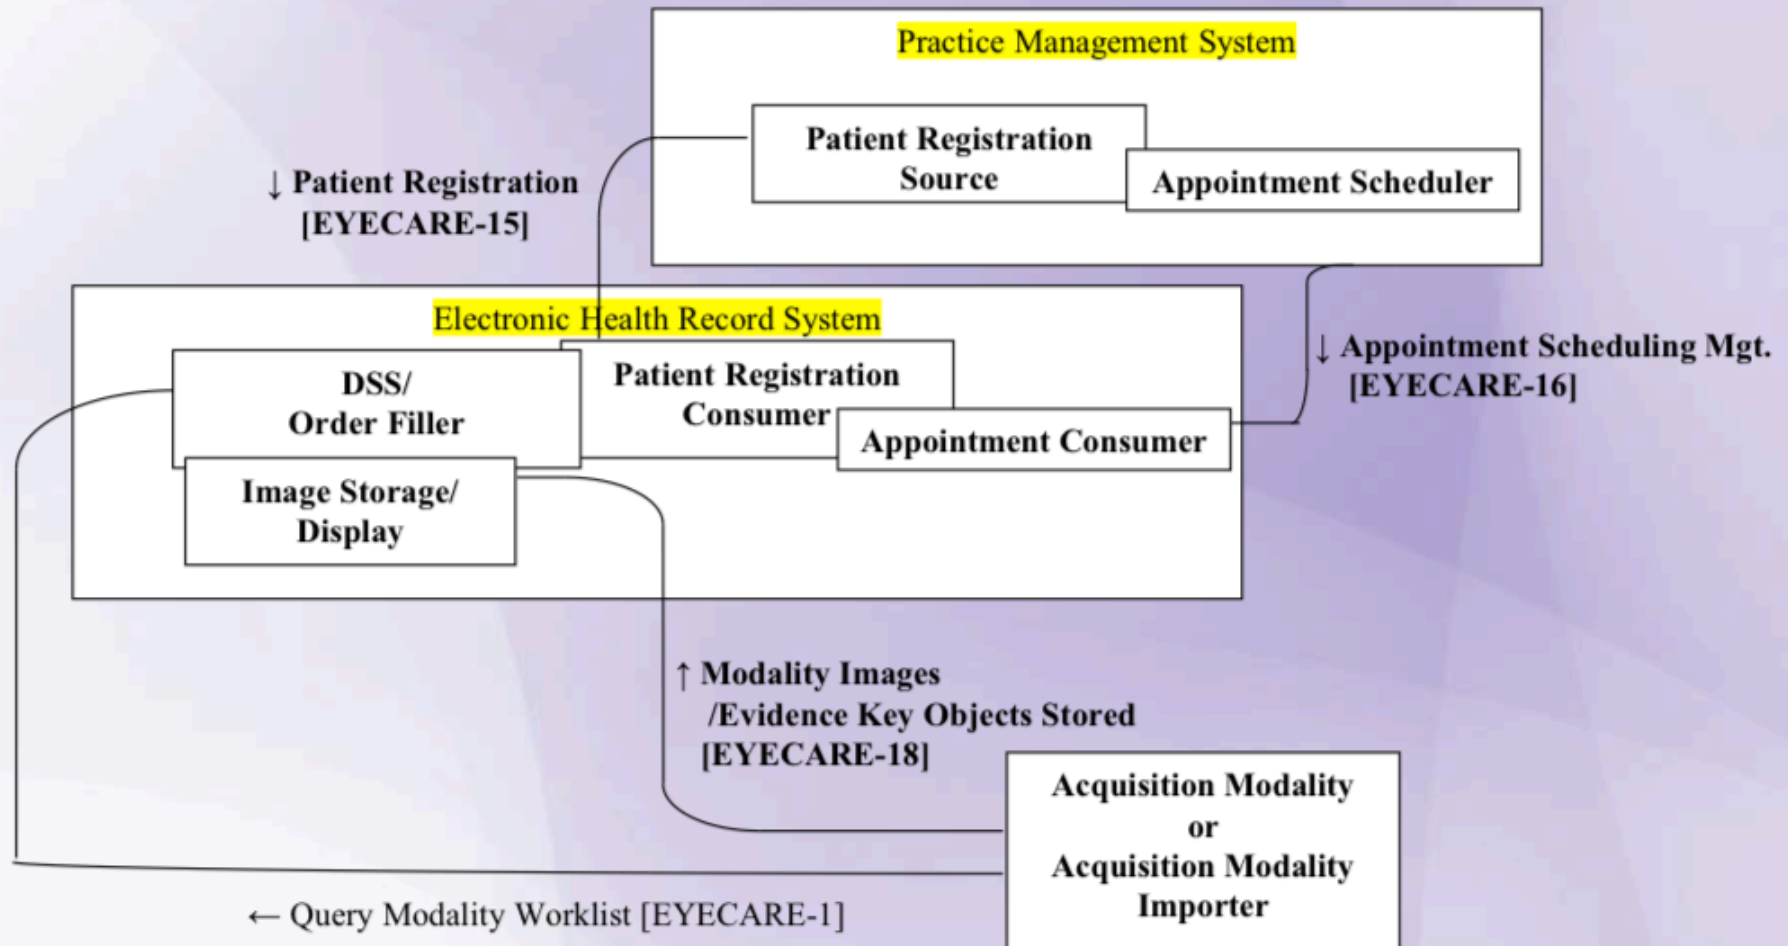 Practice Management System
Patient Registration
Source
Appointment Scheduler
↓ Patient Registration
[EYECARE-15]
Electronic Health Record System
↓ Appointment Scheduling Mgt.
[EYECARE-16]
DSS/
Order Filler
Patient Registration
Consumer
Appointment Consumer
Image Storage/
Display
↑ Modality Images
/Evidence Key Objects Stored
[EYECARE-18]
Acquisition Modality
or
Acquisition Modality
Importer
← Query Modality Worklist [EYECARE-1]